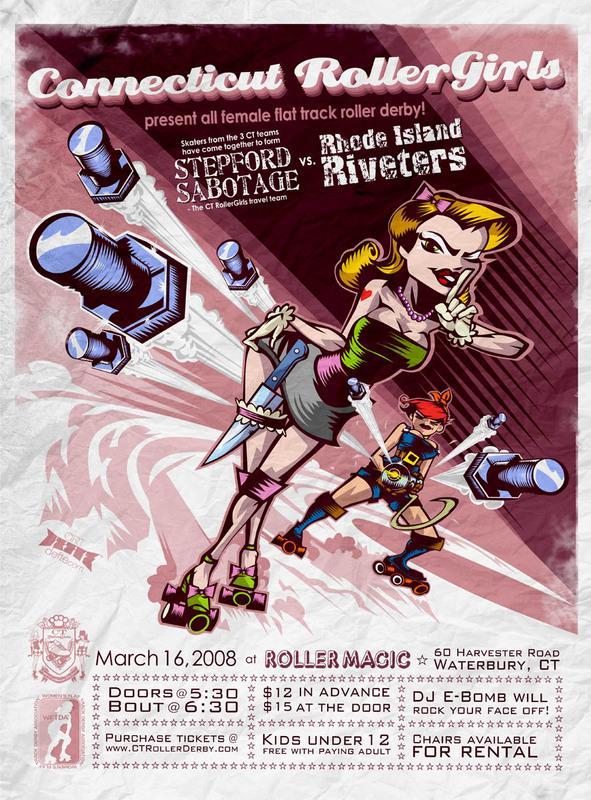 Connecticut RollerGirls
present all female flat track roller derby!
Skaters from the 3 CT teams
have come together to form
STEPFORD
SABOTAGE
- The CT RollerGirls travel team
vs.
Rhode Island
Riveters
March 16, 2008 at ROLLER MAGIC ☆ 60 Harvester Road
Waterbury, CT
Doors @ 5:30
Bout @ 6:30
$12 in advance
$15 at the door
DJ E-Bomb will
rock your face off!
Purchase tickets @
www.CTRollerDerby.com
Kids under 12
free with paying adult
Chairs available
for rental
CT
WFTDA